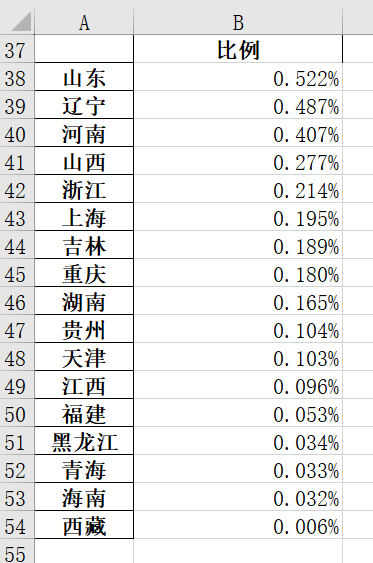 A B
37 比例
38 山东 0.522%
39 辽宁 0.487%
40 河南 0.407%
41 山西 0.277%
42 浙江 0.214%
43 上海 0.195%
44 吉林 0.189%
45 重庆 0.180%
46 湖南 0.165%
47 贵州 0.104%
48 天津 0.103%
49 江西 0.096%
50 福建 0.053%
51 黑龙江 0.034%
52 青海 0.033%
53 海南 0.032%
54 西藏 0.006%
55